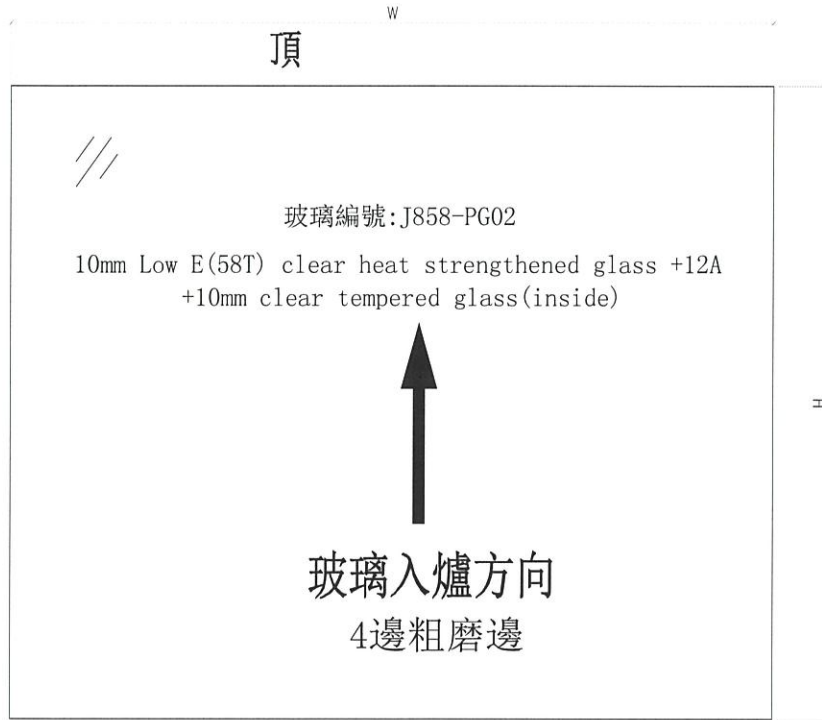 W
頂
玻璃編號:J858-PG02
10mm Low E(58T) clear heat strengthened glass +12A
+10mm clear tempered glass(inside)
H
玻璃入爐方向
4邊粗磨邊